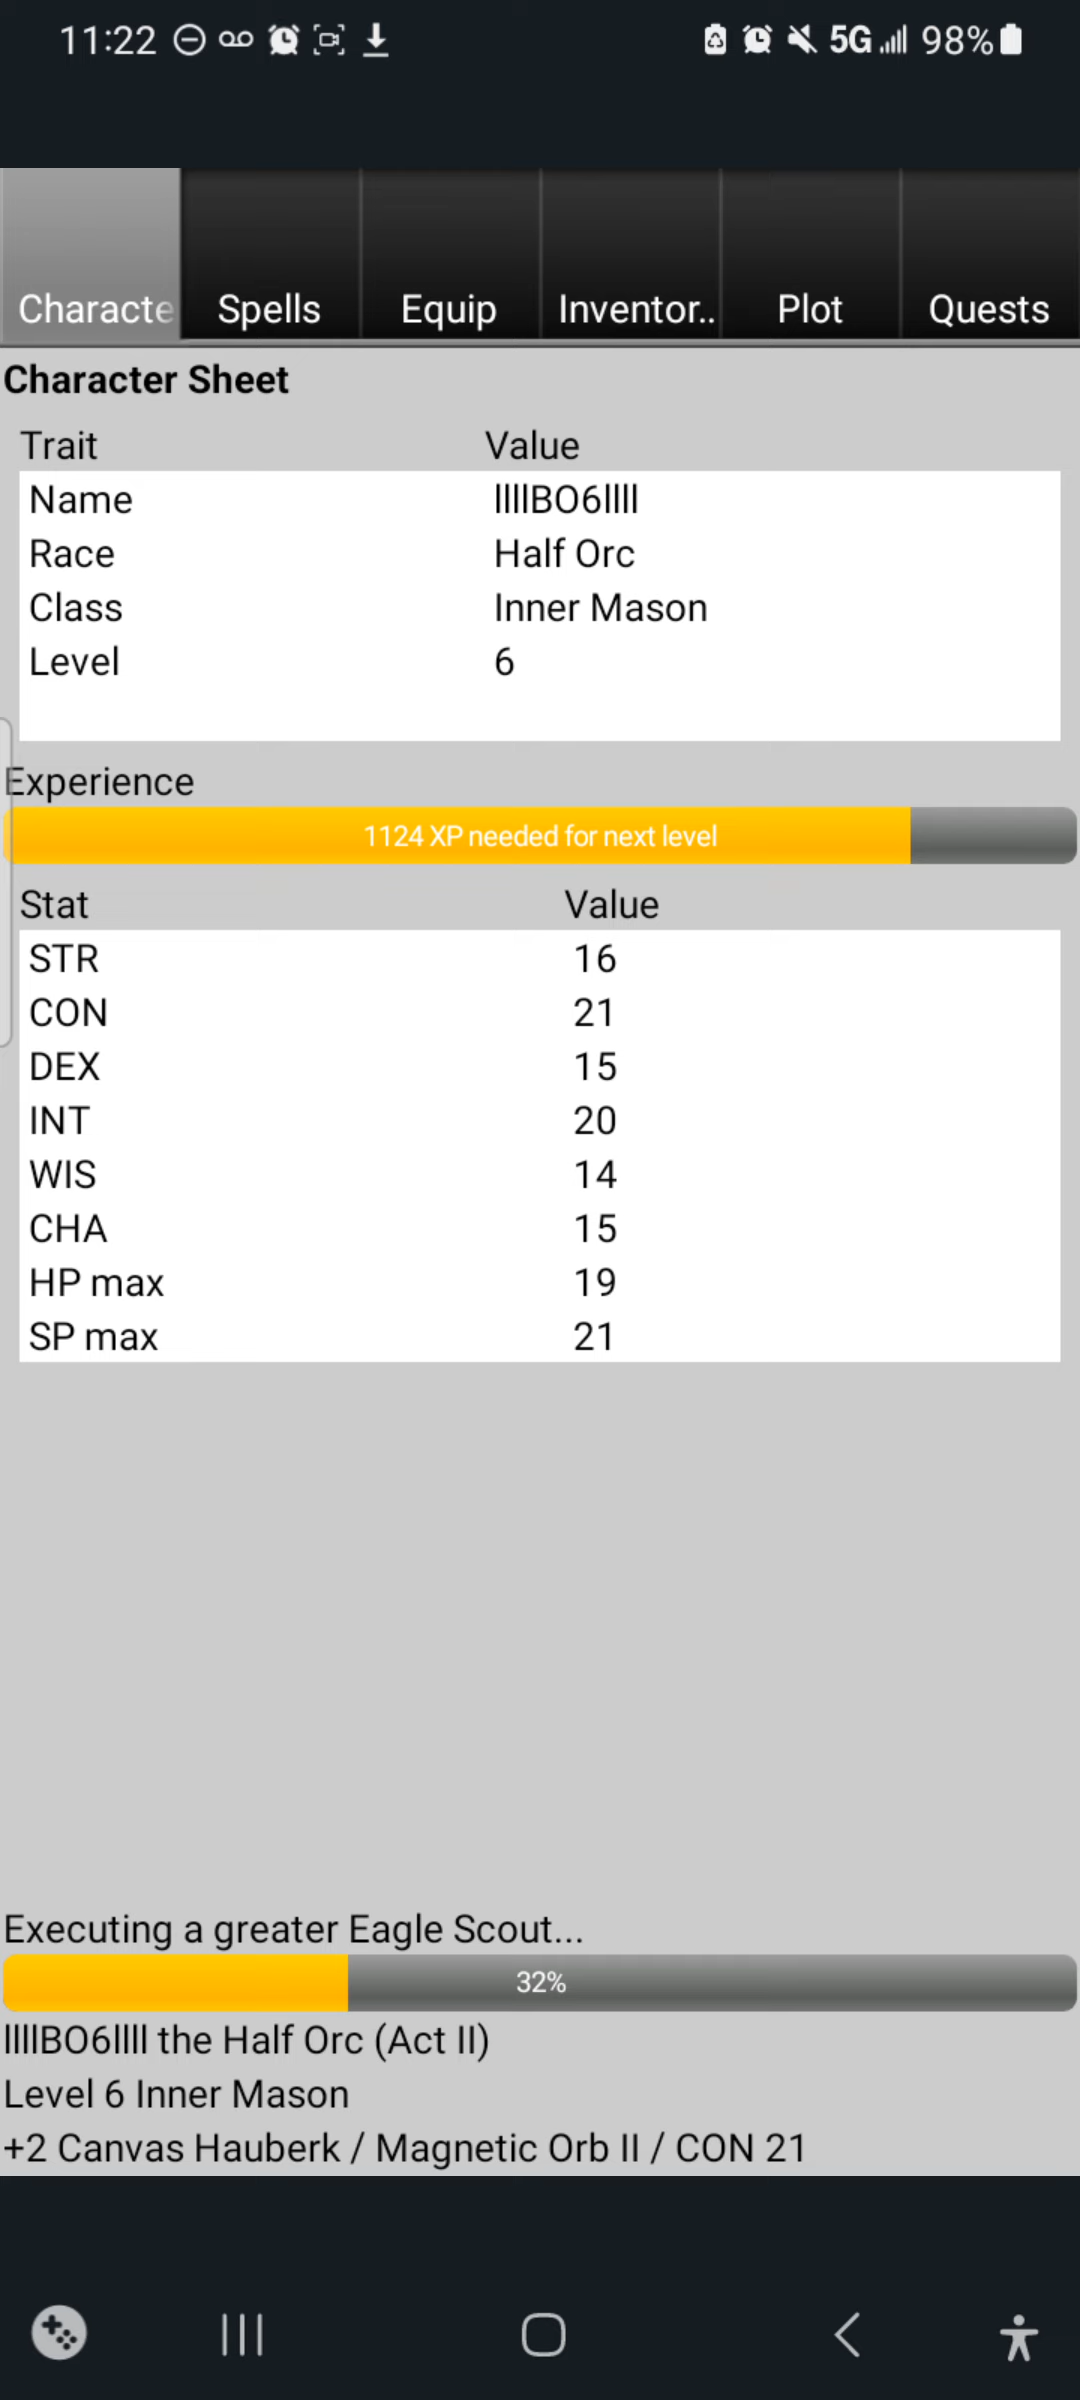 11:22 5G 98%
Characte Spells Equip Inventor.. Plot Quests
Character Sheet
Trait Value
Name llllBO6llll
Race Half Orc
Class Inner Mason
Level 6
Experience
1124 XP needed for next level
Stat Value
STR 16
CON 21
DEX 15
INT 20
WIS 14
CHA 15
HP max 19
SP max 21
Executing a greater Eagle Scout...
32%
llllBO6llll the Half Orc (Act II)
Level 6 Inner Mason
+2 Canvas Hauberk / Magnetic Orb II / CON 21